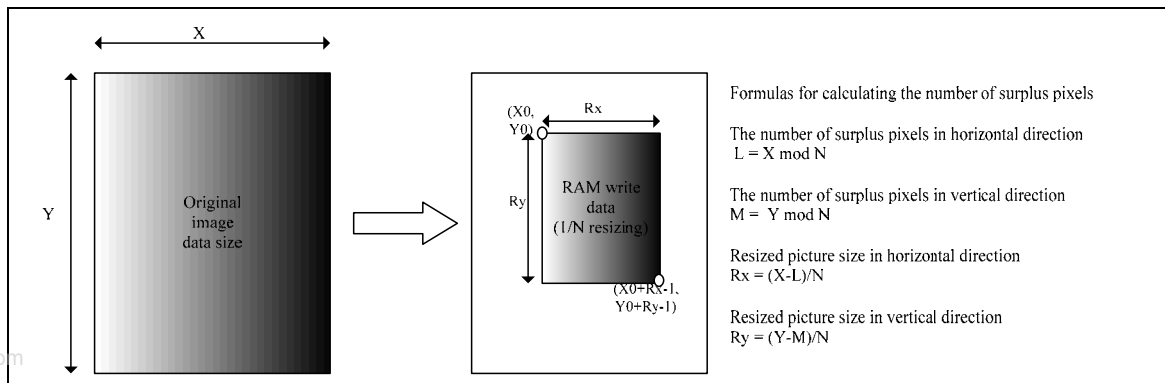 X
Y
Original
image
data size
(X0,
Y0)
Rx
Ry
RAM write
data
(1/N resizing)
(X0+Rx-1、
Y0+Ry-1)
Formulas for calculating the number of surplus pixels
The number of surplus pixels in horizontal direction
L = X mod N
The number of surplus pixels in vertical direction
M = Y mod N
Resized picture size in horizontal direction
Rx = (X-L)/N
Resized picture size in vertical direction
Ry = (Y-M)/N
om